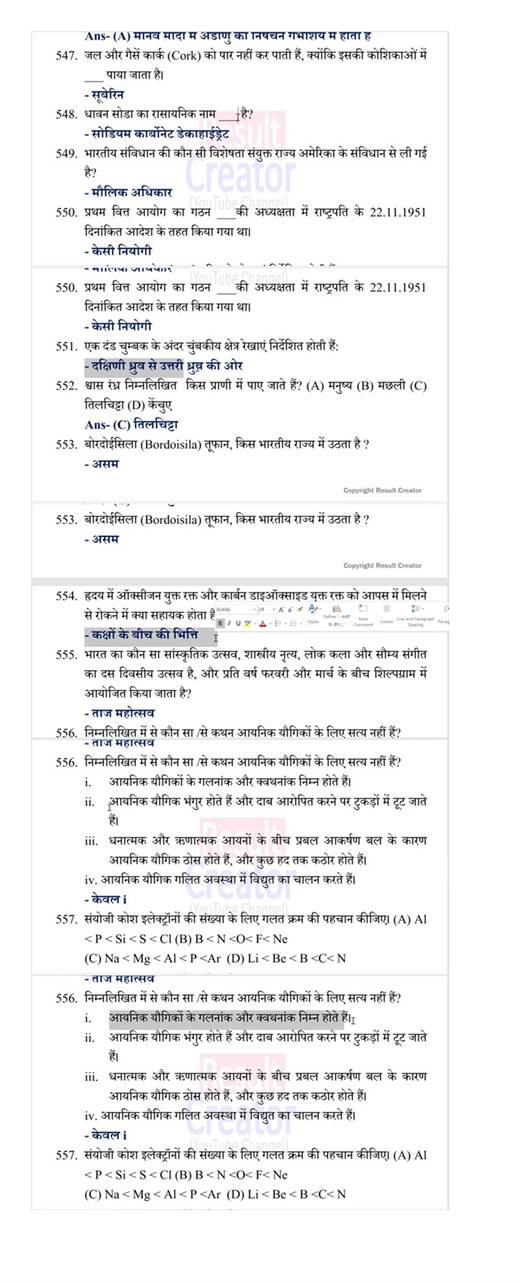 Ans- (A) मानव मादा में अंडाणु का निषेचन गर्भाशय में होता है
547. जल और गैसें कार्क (Cork) को पार नहीं कर पाती हैं, क्योंकि इसकी कोशिकाओं में
____ पाया जाता है।
- सूबेरिन
548. धावन सोडा का रासायनिक नाम ____है?
- सोडियम कार्बोनेट डेकाहाईड्रेट
549. भारतीय संविधान की कौन सी विशेषता संयुक्त राज्य अमेरिका के संविधान से ली गई
है?
- मौलिक अधिकार
550. प्रथम वित्त आयोग का गठन ____की अध्यक्षता में राष्ट्रपति के 22.11.1951
दिनांकित आदेश के तहत किया गया था।
- केसी नियोगी
- मौलिक अधिकार
550. प्रथम वित्त आयोग का गठन ____की अध्यक्षता में राष्ट्रपति के 22.11.1951
दिनांकित आदेश के तहत किया गया था।
- केसी नियोगी
551. एक दंड चुम्बक के अंदर चुंबकीय क्षेत्र रेखाएं निर्देशित होती हैं:
- दक्षिणी ध्रुव से उत्तरी ध्रुव की ओर
552. श्वास रंध्र निम्नलिखित किस प्राणी में पाए जाते हैं? (A) मनुष्य (B) मछली (C)
तिलचिट्टा (D) केंचुए
Ans- (C) तिलचिट्टा
553. बोरदोईसिला (Bordoisila) तूफान, किस भारतीय राज्य में उठता है ?
- असम
Copyright Result Creator
553. बोरदोईसिला (Bordoisila) तूफान, किस भारतीय राज्य में उठता है ?
- असम
Copyright Result Creator
554. हृदय में ऑक्सीजन युक्त रक्त और कार्बन डाइऑक्साइड युक्त रक्त को आपस में मिलने
से रोकने में क्या सहायक होता है
- कक्षों के बीच की भित्ति
555. भारत का कौन सा सांस्कृतिक उत्सव, शास्त्रीय नृत्य, लोक कला और सौम्य संगीत
का दस दिवसीय उत्सव है, और प्रति वर्ष फरवरी और मार्च के बीच शिल्पग्राम में
आयोजित किया जाता है?
- ताज महोत्सव
556. निम्नलिखित में से कौन सा /से कथन आयनिक यौगिकों के लिए सत्य नहीं हैं?
- ताज महोत्सव
556. निम्नलिखित में से कौन सा /से कथन आयनिक यौगिकों के लिए सत्य नहीं हैं?
i. आयनिक यौगिकों के गलनांक और क्वथनांक निम्न होते हैं।
ii. आयनिक यौगिक भंगुर होते हैं और दाब आरोपित करने पर टुकड़ों में टूट जाते
हैं।
iii. धनात्मक और ऋणात्मक आयनों के बीच प्रबल आकर्षण बल के कारण
आयनिक यौगिक ठोस होते हैं, और कुछ हद तक कठोर होते हैं।
iv. आयनिक यौगिक गलित अवस्था में विद्युत का चालन करते हैं।
- केवल i
557. संयोजी कोश इलेक्ट्रॉनों की संख्या के लिए गलत क्रम की पहचान कीजिए। (A) Al
< P < Si < S < Cl (B) B < N <O< F< Ne
(C) Na < Mg < Al < P <Ar (D) Li < Be < B <C< N
- ताज महोत्सव
556. निम्नलिखित में से कौन सा /से कथन आयनिक यौगिकों के लिए सत्य नहीं हैं?
i. आयनिक यौगिकों के गलनांक और क्वथनांक निम्न होते हैं।
ii. आयनिक यौगिक भंगुर होते हैं और दाब आरोपित करने पर टुकड़ों में टूट जाते
हैं।
iii. धनात्मक और ऋणात्मक आयनों के बीच प्रबल आकर्षण बल के कारण
आयनिक यौगिक ठोस होते हैं, और कुछ हद तक कठोर होते हैं।
iv. आयनिक यौगिक गलित अवस्था में विद्युत का चालन करते हैं।
- केवल i
557. संयोजी कोश इलेक्ट्रॉनों की संख्या के लिए गलत क्रम की पहचान कीजिए। (A) Al
< P < Si < S < Cl (B) B < N <O< F< Ne
(C) Na < Mg < Al < P <Ar (D) Li < Be < B <C< N